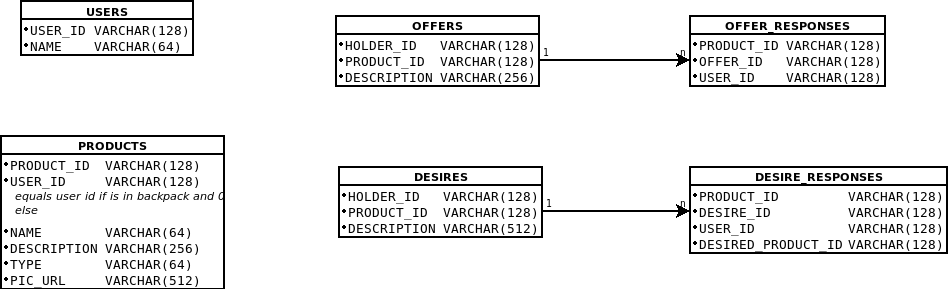 USERS
USER_ID VARCHAR(128)
NAME VARCHAR(64)
OFFERS
HOLDER_ID VARCHAR(128)
PRODUCT_ID VARCHAR(128)
DESCRIPTION VARCHAR(256)
1
n
OFFER_RESPONSES
PRODUCT_ID VARCHAR(128)
OFFER_ID VARCHAR(128)
USER_ID VARCHAR(128)
PRODUCTS
PRODUCT_ID VARCHAR(128)
USER_ID VARCHAR(128)
equals user id if is in backpack and 0
else
NAME VARCHAR(64)
DESCRIPTION VARCHAR(256)
TYPE VARCHAR(64)
PIC_URL VARCHAR(512)
DESIRES
HOLDER_ID VARCHAR(128)
PRODUCT_ID VARCHAR(128)
DESCRIPTION VARCHAR(512)
1
n
DESIRE_RESPONSES
PRODUCT_ID VARCHAR(128)
DESIRE_ID VARCHAR(128)
USER_ID VARCHAR(128)
DESIRED_PRODUCT_ID VARCHAR(128)